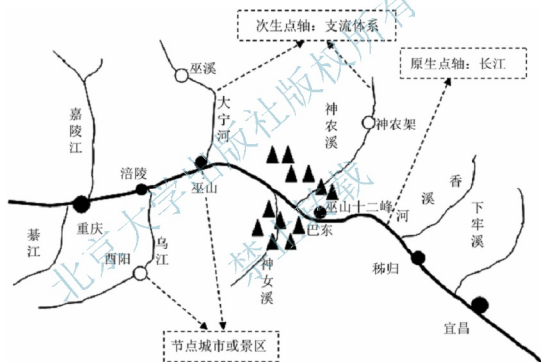 次生点轴：支流体系
原生点轴：长江
巫溪
大宁河
嘉陵江
神农溪
神农架
涪陵
巫山
重庆
綦江
乌江
酉阳
巫山十二峰
巴东
神女溪
香溪河
下牢溪
秭归
宜昌
节点城市或景区
北京大学出版社版权所有
禁止下载